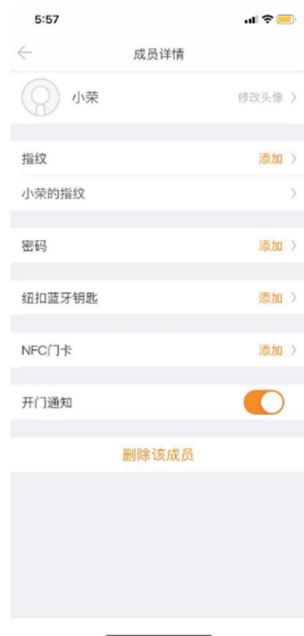 5:57
成员详情
小荣 修改头像
指纹 添加
小荣的指纹
密码 添加
纽扣蓝牙钥匙 添加
NFC门卡 添加
开门通知
删除该成员